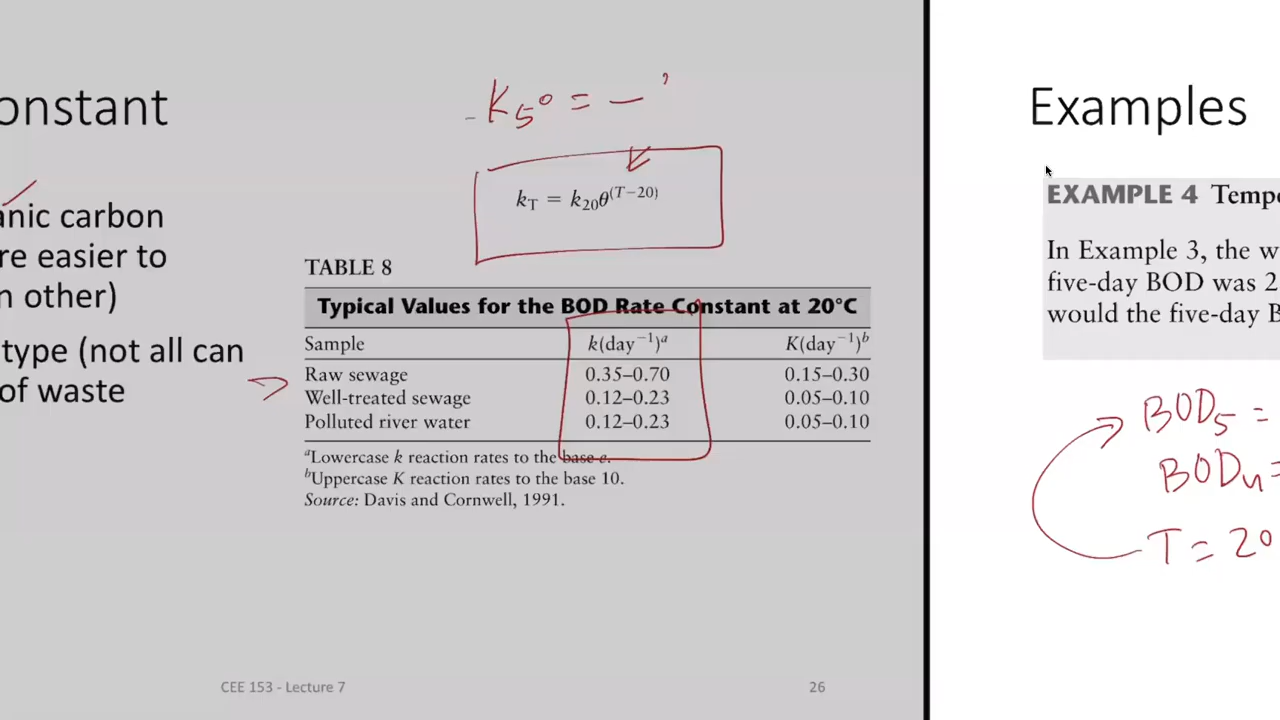 onstant
anic carbon
re easier to
n other)
type (not all can
of waste
K5° = —
kT = k20θ(T−20)
TABLE 8
Typical Values for the BOD Rate Constant at 20°C
Sample k(day−1)a K(day−1)b
Raw sewage 0.35–0.70 0.15–0.30
Well-treated sewage 0.12–0.23 0.05–0.10
Polluted river water 0.12–0.23 0.05–0.10
aLowercase k reaction rates to the base e.
bUppercase K reaction rates to the base 10.
Source: Davis and Cornwell, 1991.
CEE 153 - Lecture 7
26
Examples
EXAMPLE 4 Tempe
In Example 3, the w
five-day BOD was 2
would the five-day B
BOD5 =
BODu =
T = 20